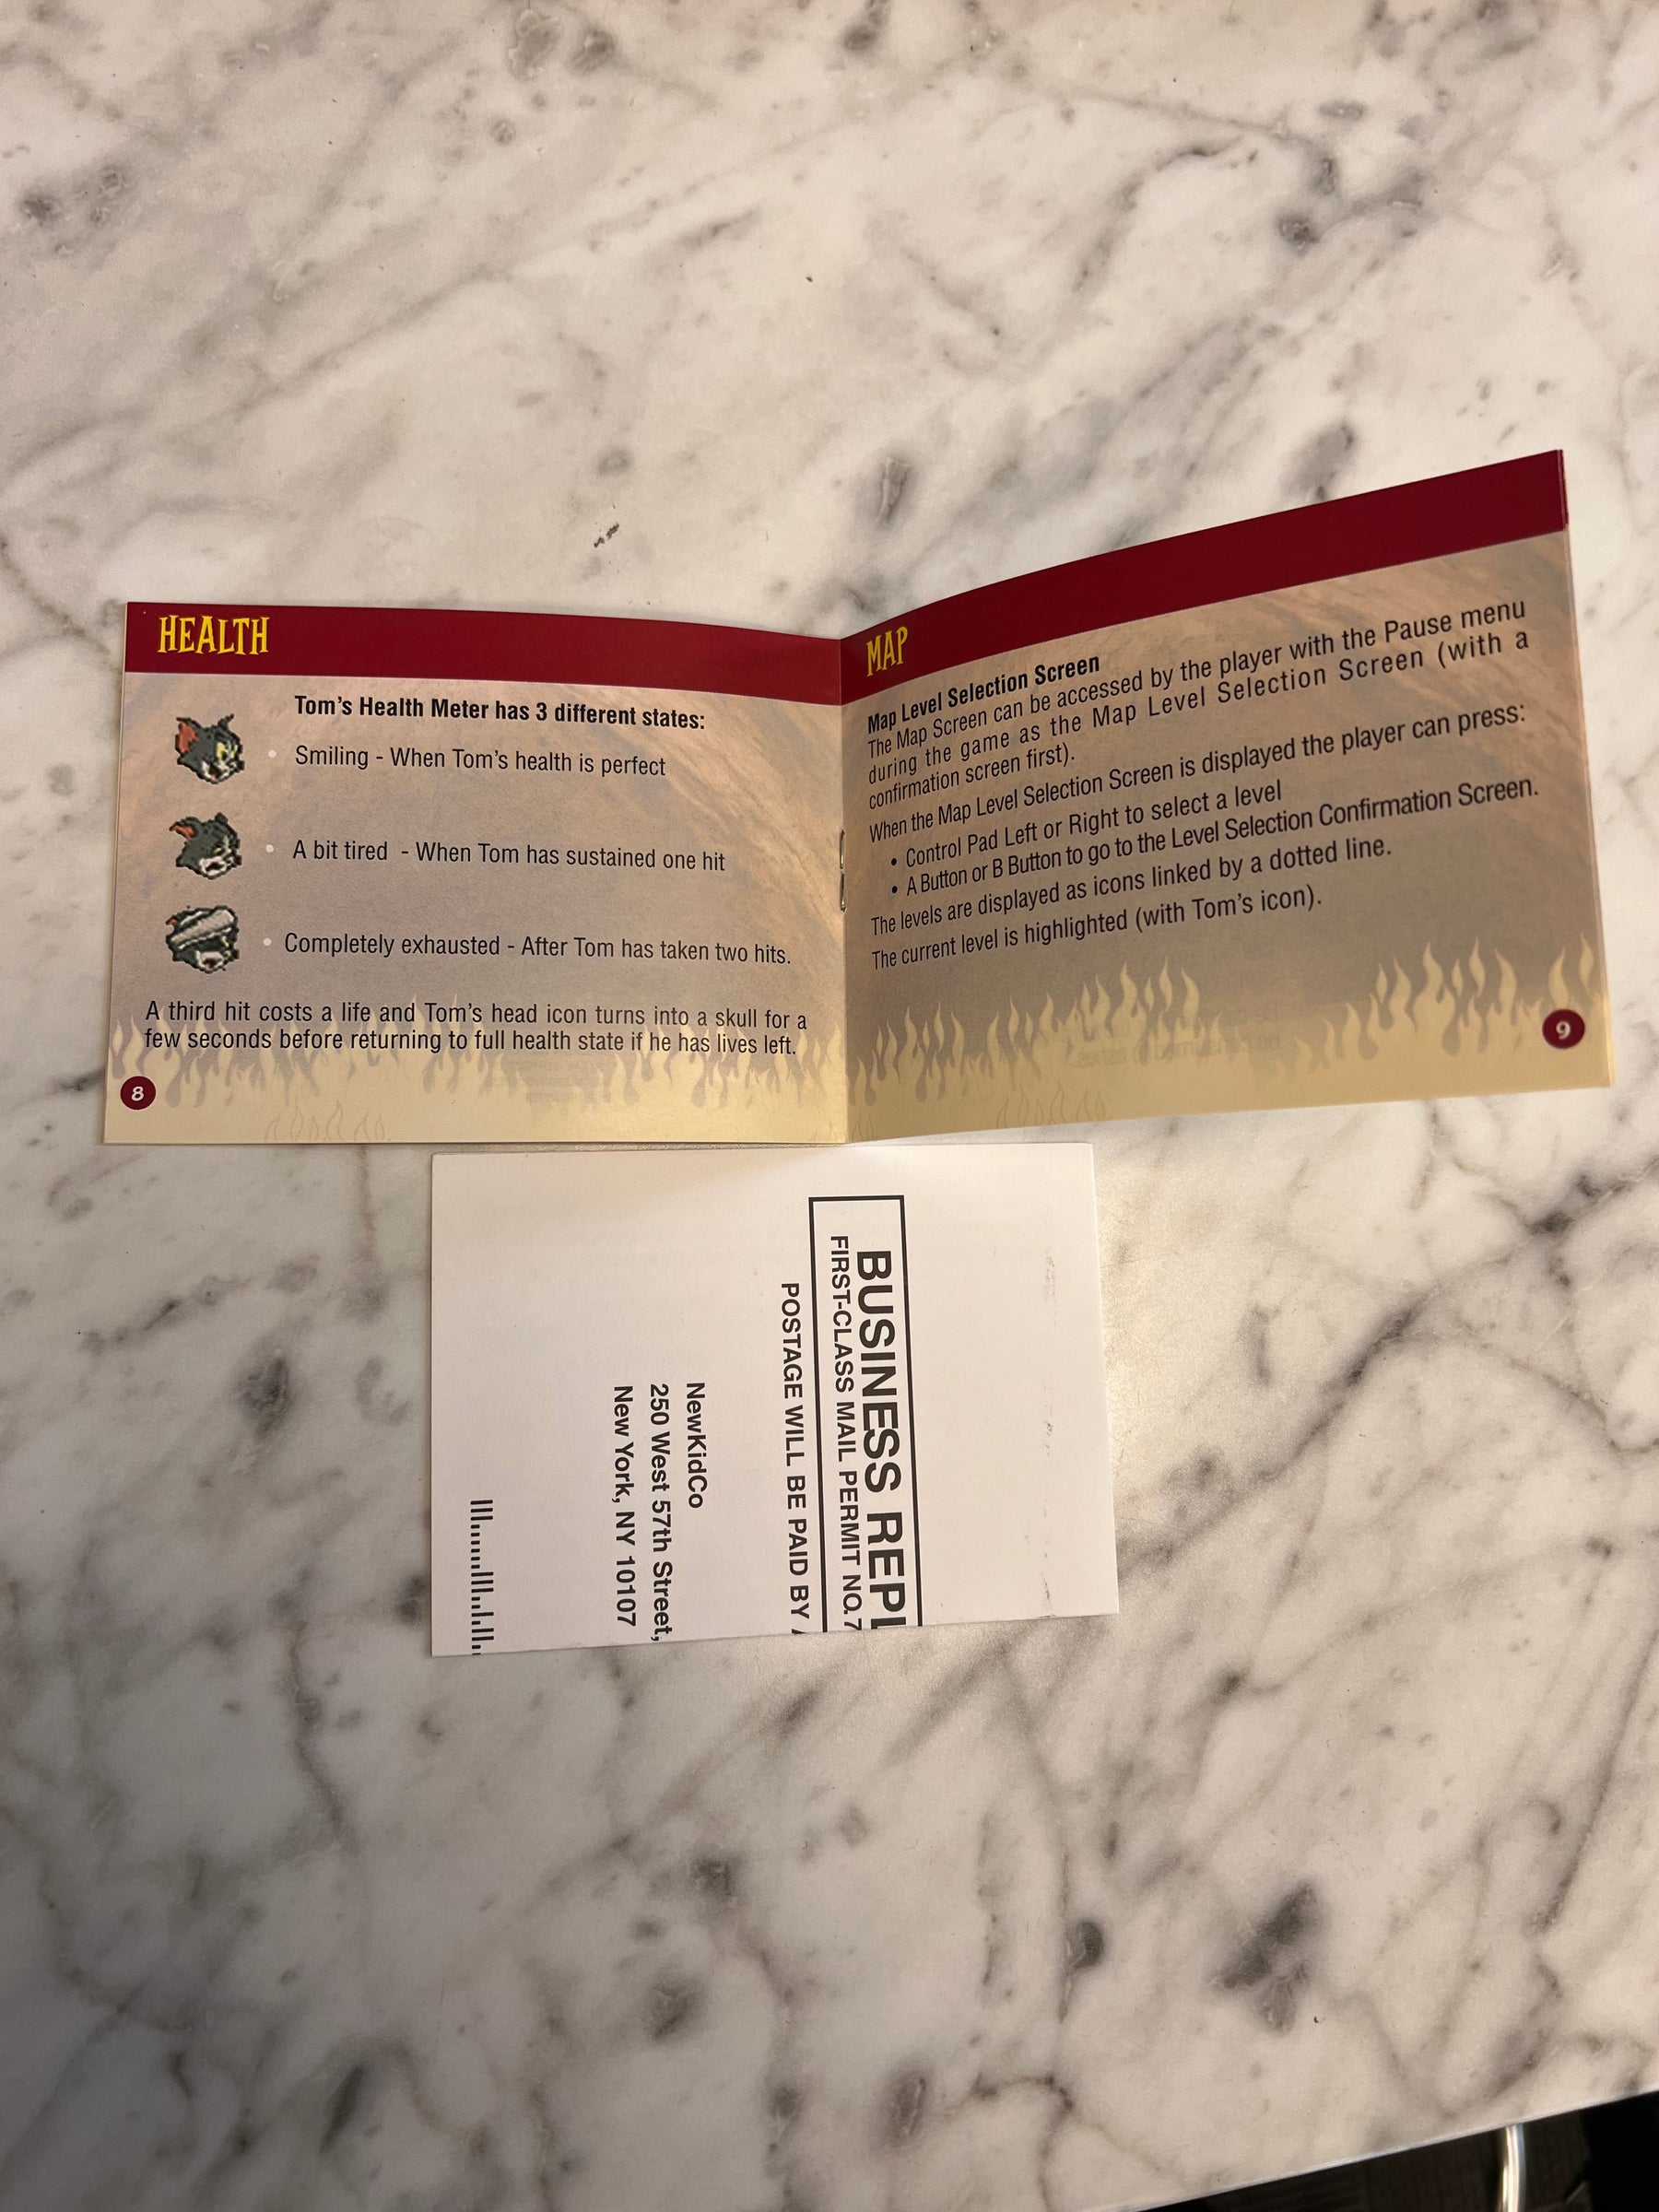 HEALTH
Tom's Health Meter has 3 different states:
• Smiling - When Tom's health is perfect
• A bit tired - When Tom has sustained one hit
• Completely exhausted - After Tom has taken two hits.
A third hit costs a life and Tom's head icon turns into a skull for a
few seconds before returning to full health state if he has lives left.
8
MAP
Map Level Selection Screen
The Map Screen can be accessed by the player with the Pause menu
during the game as the Map Level Selection Screen (with a
confirmation screen first).
When the Map Level Selection Screen is displayed the player can press:
• Control Pad Left or Right to select a level
• A Button or B Button to go to the Level Selection Confirmation Screen.
The levels are displayed as icons linked by a dotted line.
The current level is highlighted (with Tom's icon).
9
BUSINESS REPL
FIRST-CLASS MAIL PERMIT NO. 7
POSTAGE WILL BE PAID BY
NewKidCo
250 West 57th Street,
New York, NY 10107